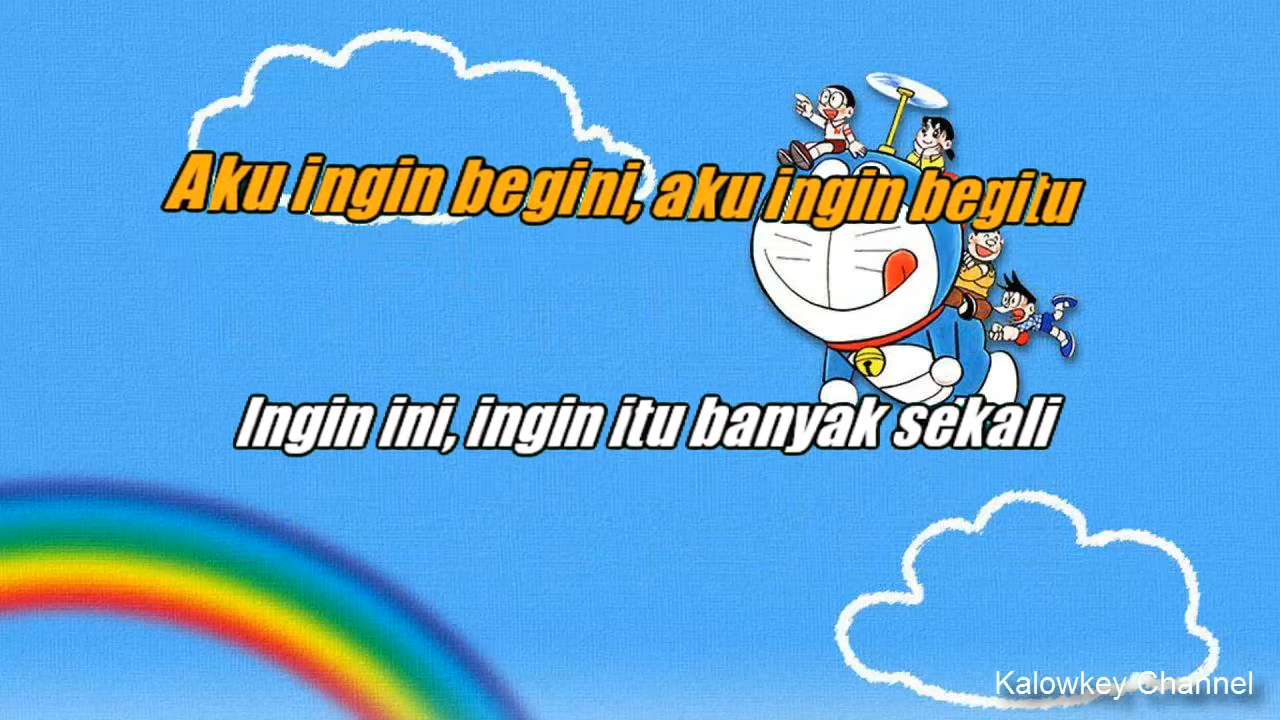 Aku ingin begini, aku ingin begitu
Ingin ini, ingin itu banyak sekali
Kalowkey Channel